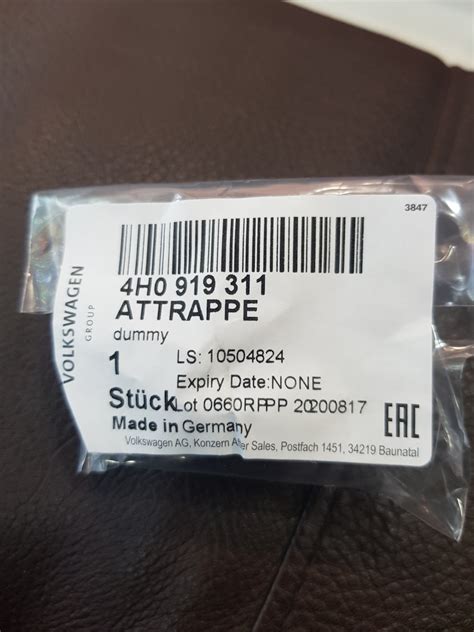 3847
VOLKSWAGEN
GROUP
4H0 919 311
ATTRAPPE
dummy
1
LS: 10504824
Expiry Date:NONE
Stück
Lot 0660RPPP 20200817
EAC
Made in Germany
Volkswagen AG, Konzern After Sales, Postfach 1451, 34219 Baunatal